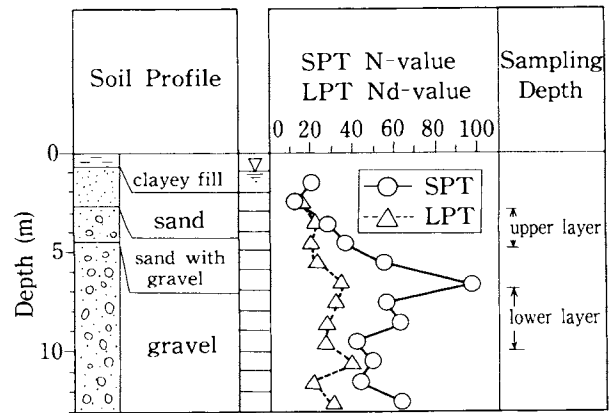 Soil Profile
SPT N-value
LPT Nd-value
Sampling
Depth
0 20 40 60 80 100
0
5
10
Depth (m)
clayey fill
sand
sand with
gravel
gravel
SPT
LPT
upper layer
lower layer